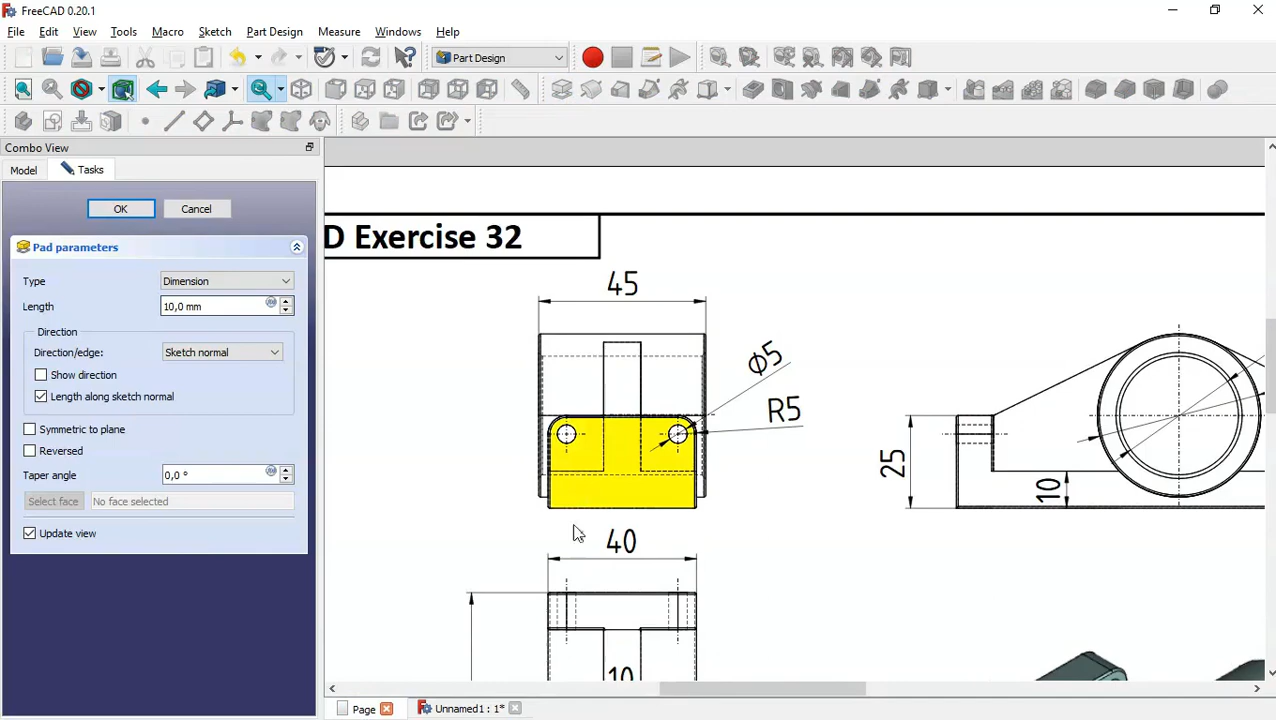 FreeCAD 0.20.1
File Edit View Tools Macro Sketch Part Design Measure Windows Help
Part Design
Combo View
Model Tasks
OK Cancel
Pad parameters
Type Dimension
Length 10,0 mm
Direction
Direction/edge: Sketch normal
Show direction
Length along sketch normal
Symmetric to plane
Reversed
Taper angle 0,0 °
Select face No face selected
Update view
D Exercise 32
45
Φ5
R5
25
10
40
10
Page Unnamed1 : 1*